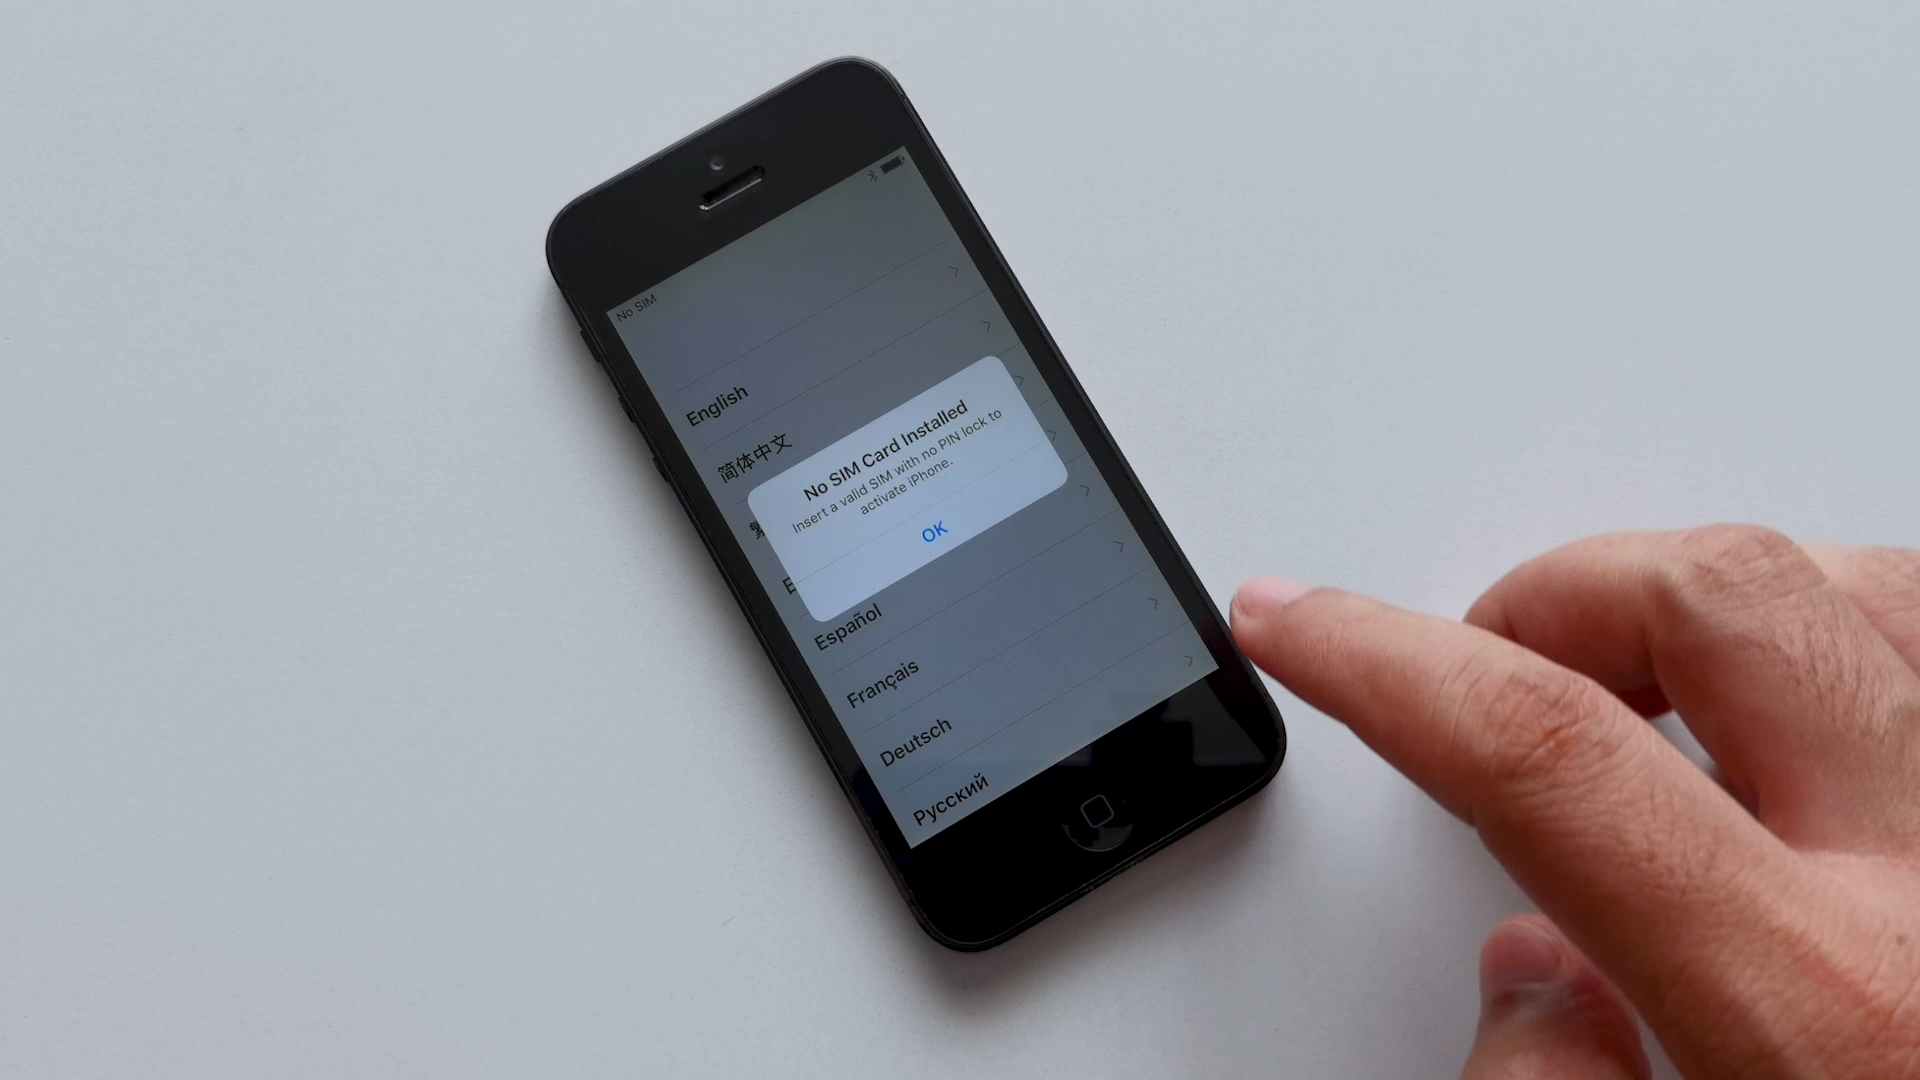 No SIM
English
简体中文
No SIM Card Installed
Insert a valid SIM with no PIN lock to
activate iPhone.
OK
Español
Français
Deutsch
Русский